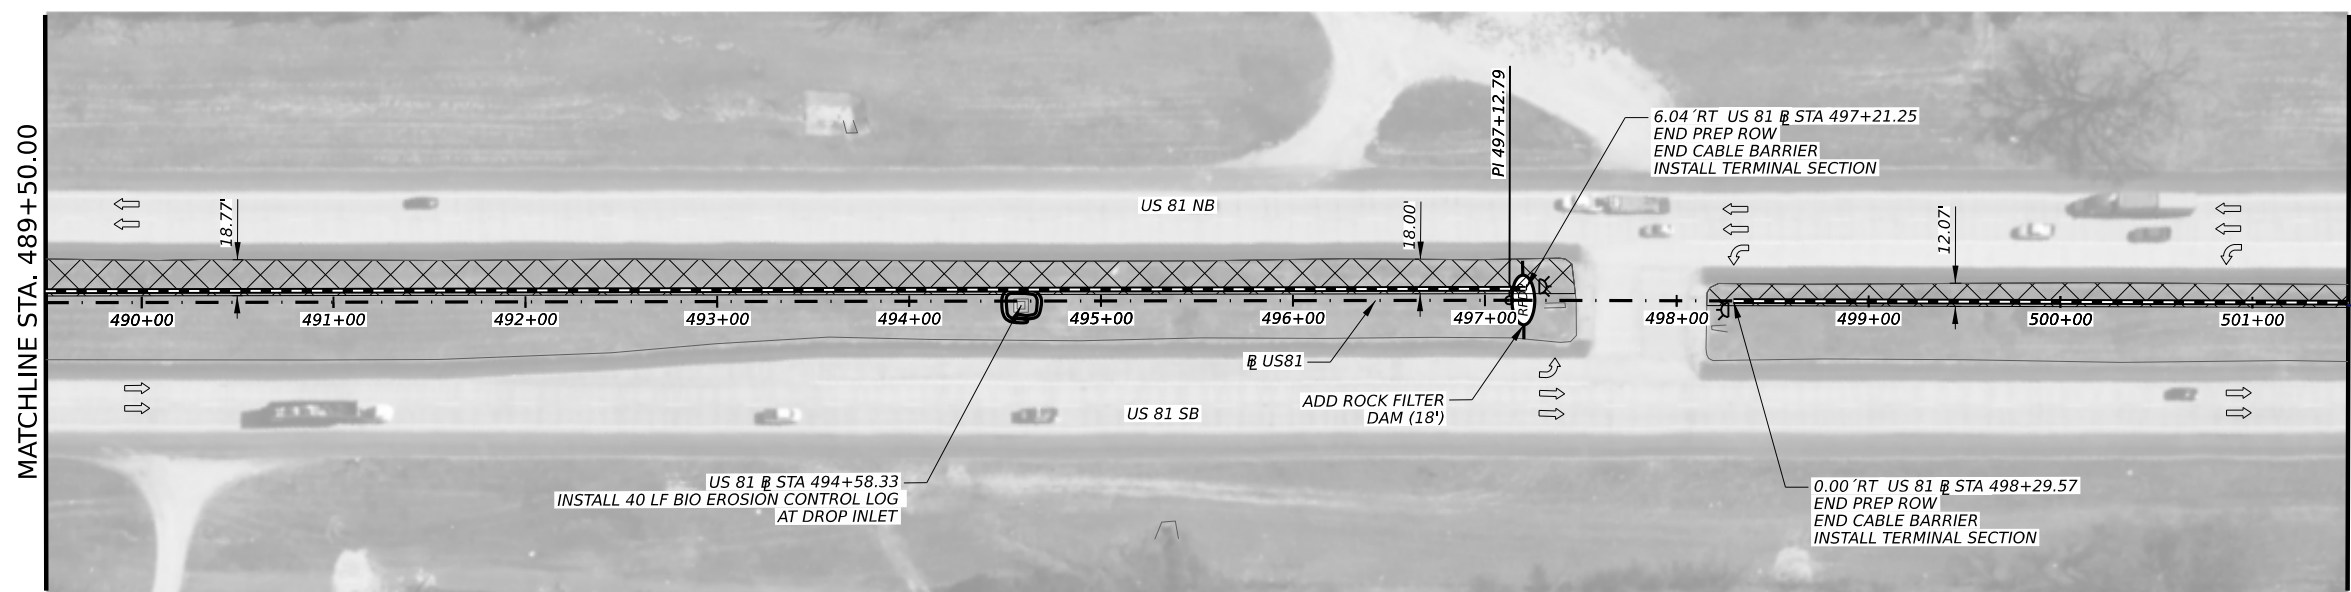 MATCHLINE STA. 489+50.00
PI 497+12.79
6.04´RT US 81 ⅊ STA 497+21.25
END PREP ROW
END CABLE BARRIER
INSTALL TERMINAL SECTION
18.77'
US 81 NB
18.00'
12.07'
490+00
491+00
492+00
493+00
494+00
495+00
496+00
497+00
498+00
499+00
500+00
501+00
RFD
R
R
BL US81
ADD ROCK FILTER
DAM (18')
US 81 SB
US 81 BL STA 494+58.33
INSTALL 40 LF BIO EROSION CONTROL LOG
AT DROP INLET
0.00´RT US 81 BL STA 498+29.57
END PREP ROW
END CABLE BARRIER
INSTALL TERMINAL SECTION